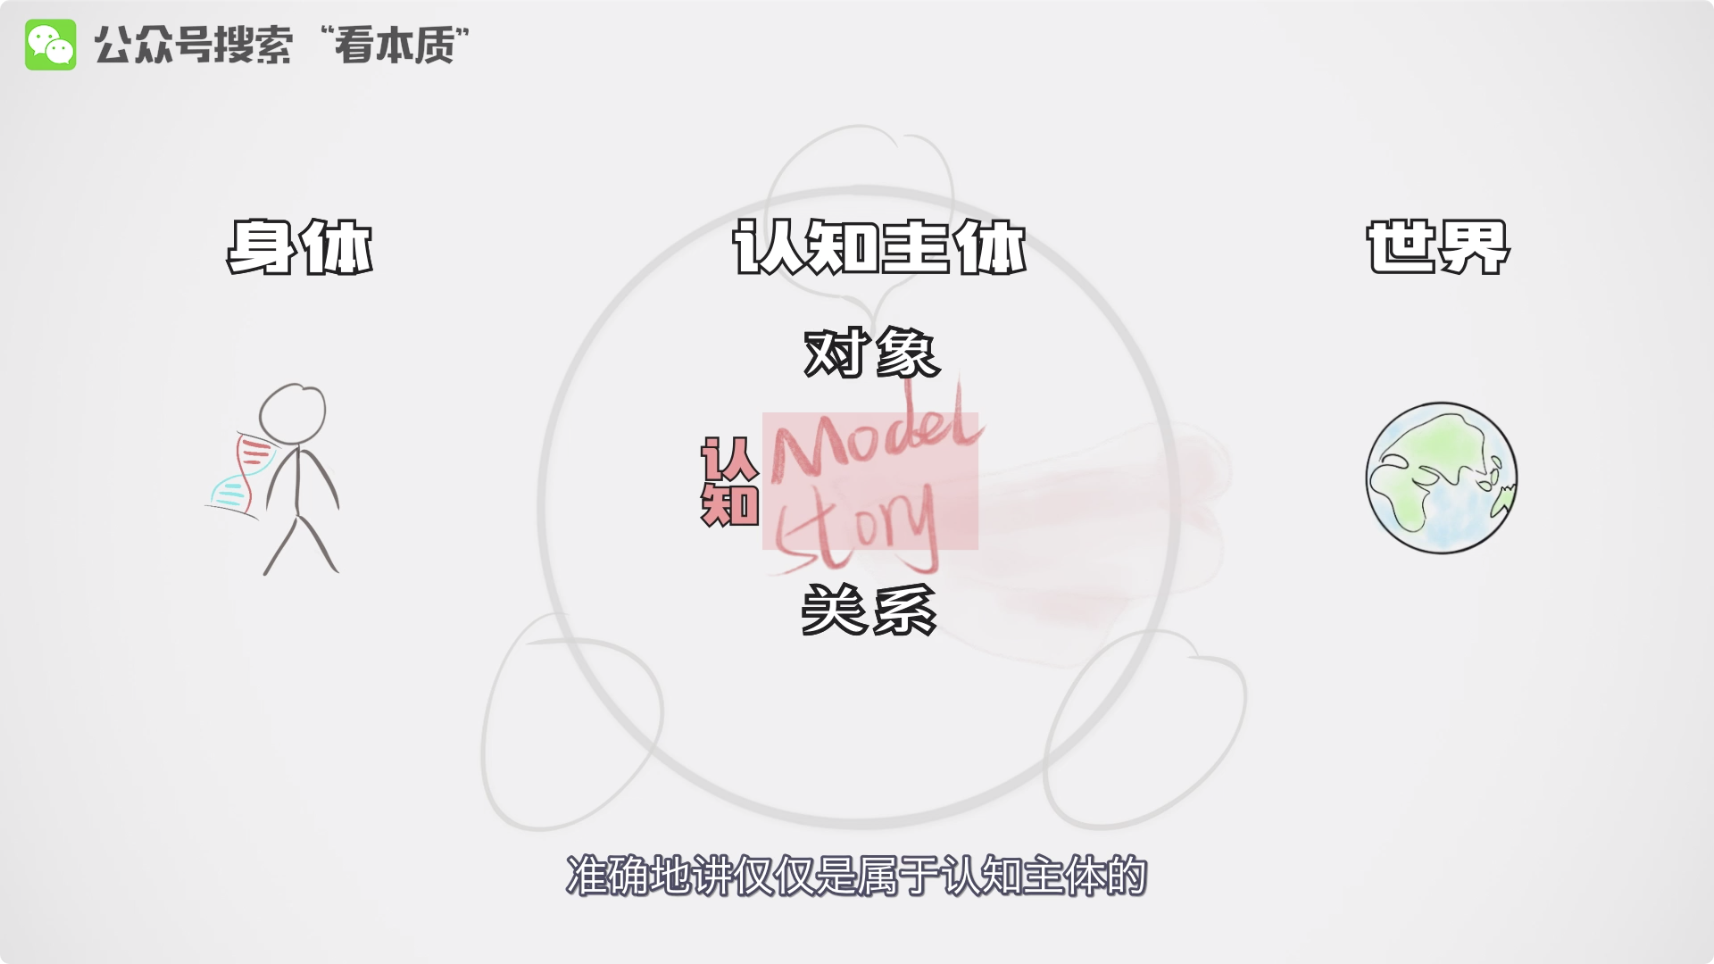 公众号搜索 “看本质”
身体
认知主体
世界
对象
认知
Model
Story
关系
准确地讲仅仅是属于认知主体的